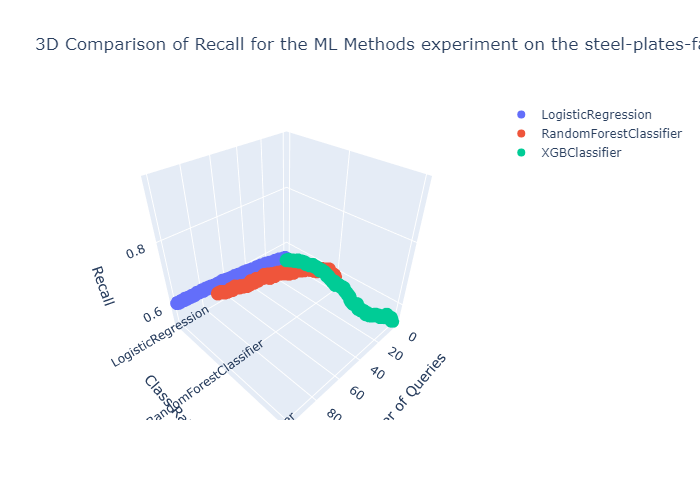 3D Comparison of Recall for the ML Methods experiment on the steel-plates-fa
LogisticRegression
RandomForestClassifier
XGBClassifier
0.8
0.6
Recall
LogisticRegression
RandomForestClassifier
0
20
40
60
80
of Queries